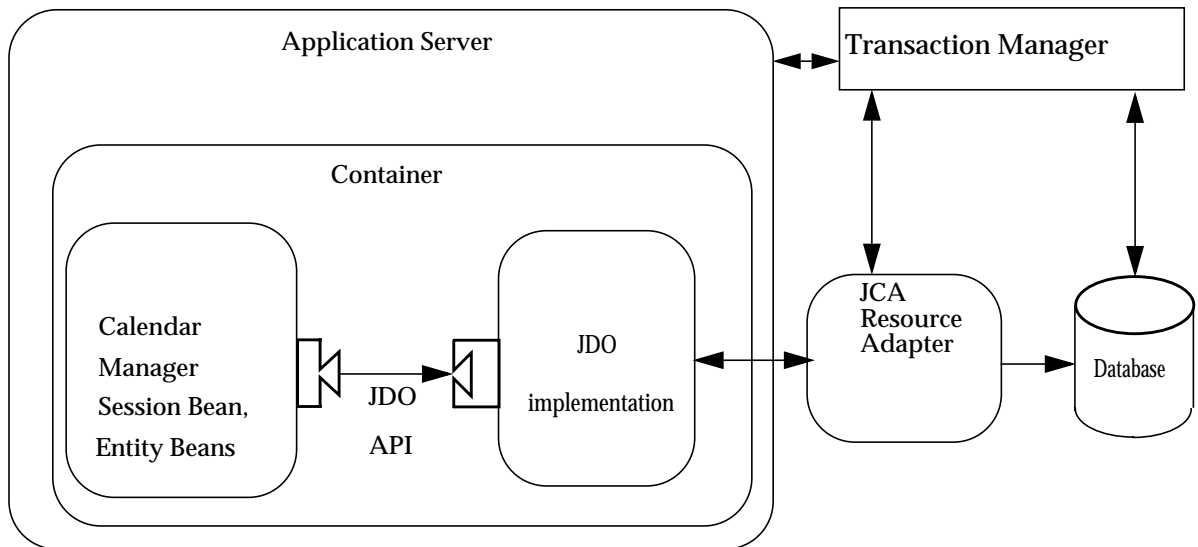 Application Server
Transaction Manager
Container
Calendar
Manager
Session Bean,
Entity Beans
JDO
API
JDO
implementation
JCA
Resource
Adapter
Database